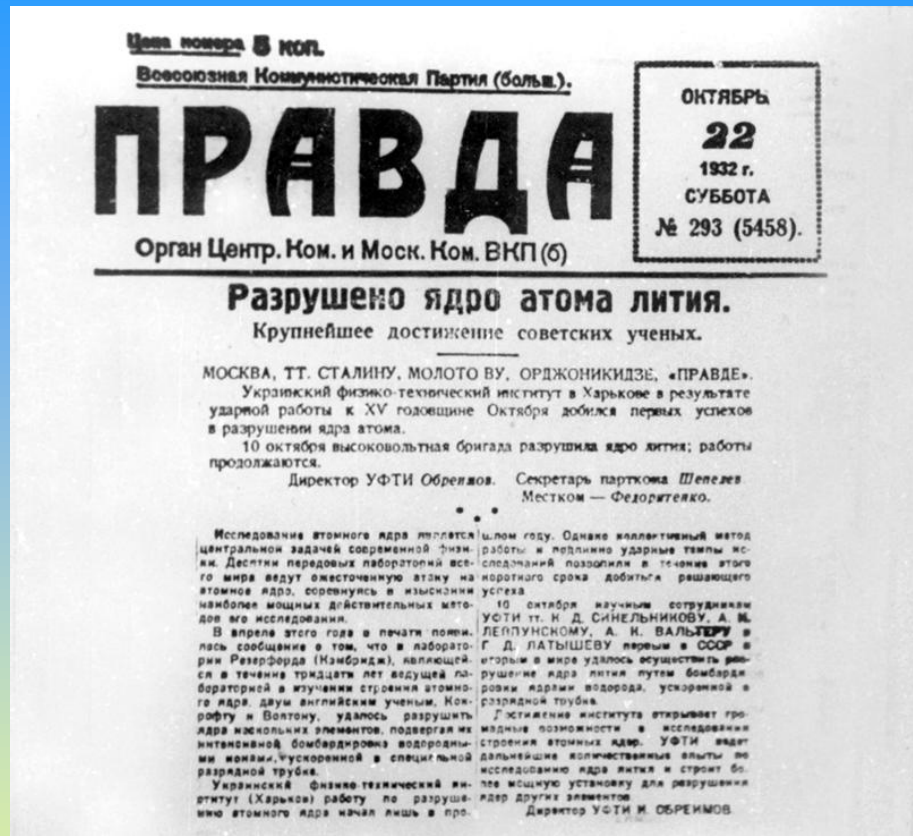 Цена номера 5 коп.
Всесоюзная Коммунистическая Партия (больш.).
ПРАВДА
Орган Центр. Ком. и Моск. Ком. ВКП(б)
ОКТЯБРЬ
22
1932 г.
СУББОТА
№ 293 (5458).
Разрушено ядро атома лития.
Крупнейшее достижение советских ученых.
МОСКВА, ТТ. СТАЛИНУ, МОЛОТО ВУ, ОРДЖОНИКИДЗЕ, «ПРАВДЕ».
Украинский физико-технический институт в Харькове в результате
ударной работы к XV годовщине Октября добился первых успехов
в разрушении ядра атома.
10 октября высоковольтная бригада разрушила ядро лития; работы
продолжаются.
Директор УФТИ Обреимов. Секретарь парткома Шепелев.
Местком — Федоритенко.
Исследование атомного ядра является
центральной задачей современной физи-
ки. Десятки передовых лабораторий все-
го мира ведут ожесточенную атаку на
атомное ядро, соревнуясь в изыскании
наиболее мощных действительных мето-
дов его исследования.
В апреле этого года в печати появи-
лась сообщение о том, что в лаборато-
рии Резерфорда (Кэмбридж), являющей-
ся в течение тридцати лет ведущей ла-
бораторией в изучении строения атомно-
го ядра, двум английским ученым, Кок-
рофту и Волтону, удалось разрушить
ядра нескольких элементов, подвергая их
интенсивной бомбардировке водородны-
ми ионами, ускоренной в специальной
разрядной трубке.
Украинский физико-технический ин-
ститут (Харьков) работу по разруше-
нию атомного ядра начал лишь в про-
шлом году. Однако коллективный метод
работы и подлинно ударные темпы ис-
следований позволили в течение этого
короткого срока добиться решающего
успеха.
10 октября научным сотрудникам
УФТИ тт. К. Д. СИНЕЛЬНИКОВУ, А. И.
ЛЕЙПУНСКОМУ, А. К. ВАЛЬТЕРУ и
Г. Д. ЛАТЫШЕВУ первым в СССР и
вторым в мире удалось осуществить раз-
рушение ядра лития путем бомбарди-
ровки ядрами водорода, ускоренной в
разрядной трубке.
Достижение института открывает гро-
мадные возможности в исследовании
строения атомных ядер. УФТИ ведет
дальнейшие количественные опыты по
исследованию ядра лития и строит бо-
лее мощную установку для разрушения
ядер других элементов.
Директор УФТИ И. ОБРЕИМОВ.